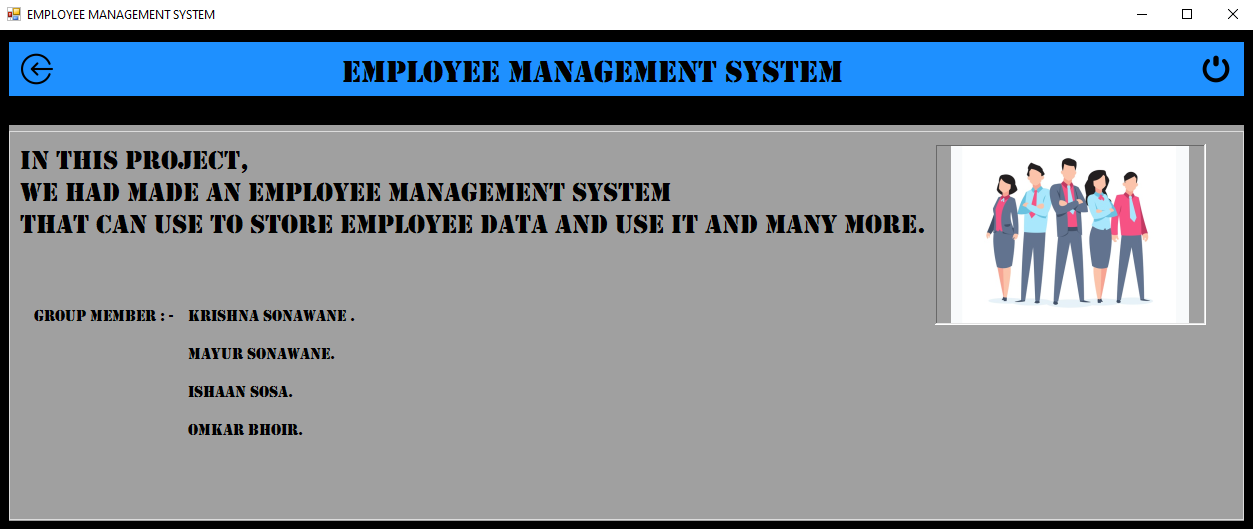 EMPLOYEE MANAGEMENT SYSTEM
EMPLOYEE MANAGEMENT SYSTEM
IN THIS PROJECT,
WE HAD MADE AN EMPLOYEE MANAGEMENT SYSTEM
THAT CAN USE TO STORE EMPLOYEE DATA AND USE IT AND MANY MORE.
GROUP MEMBER : - KRISHNA SONAWANE .
MAYUR SONAWANE.
ISHAAN SOSA.
OMKAR BHOIR.